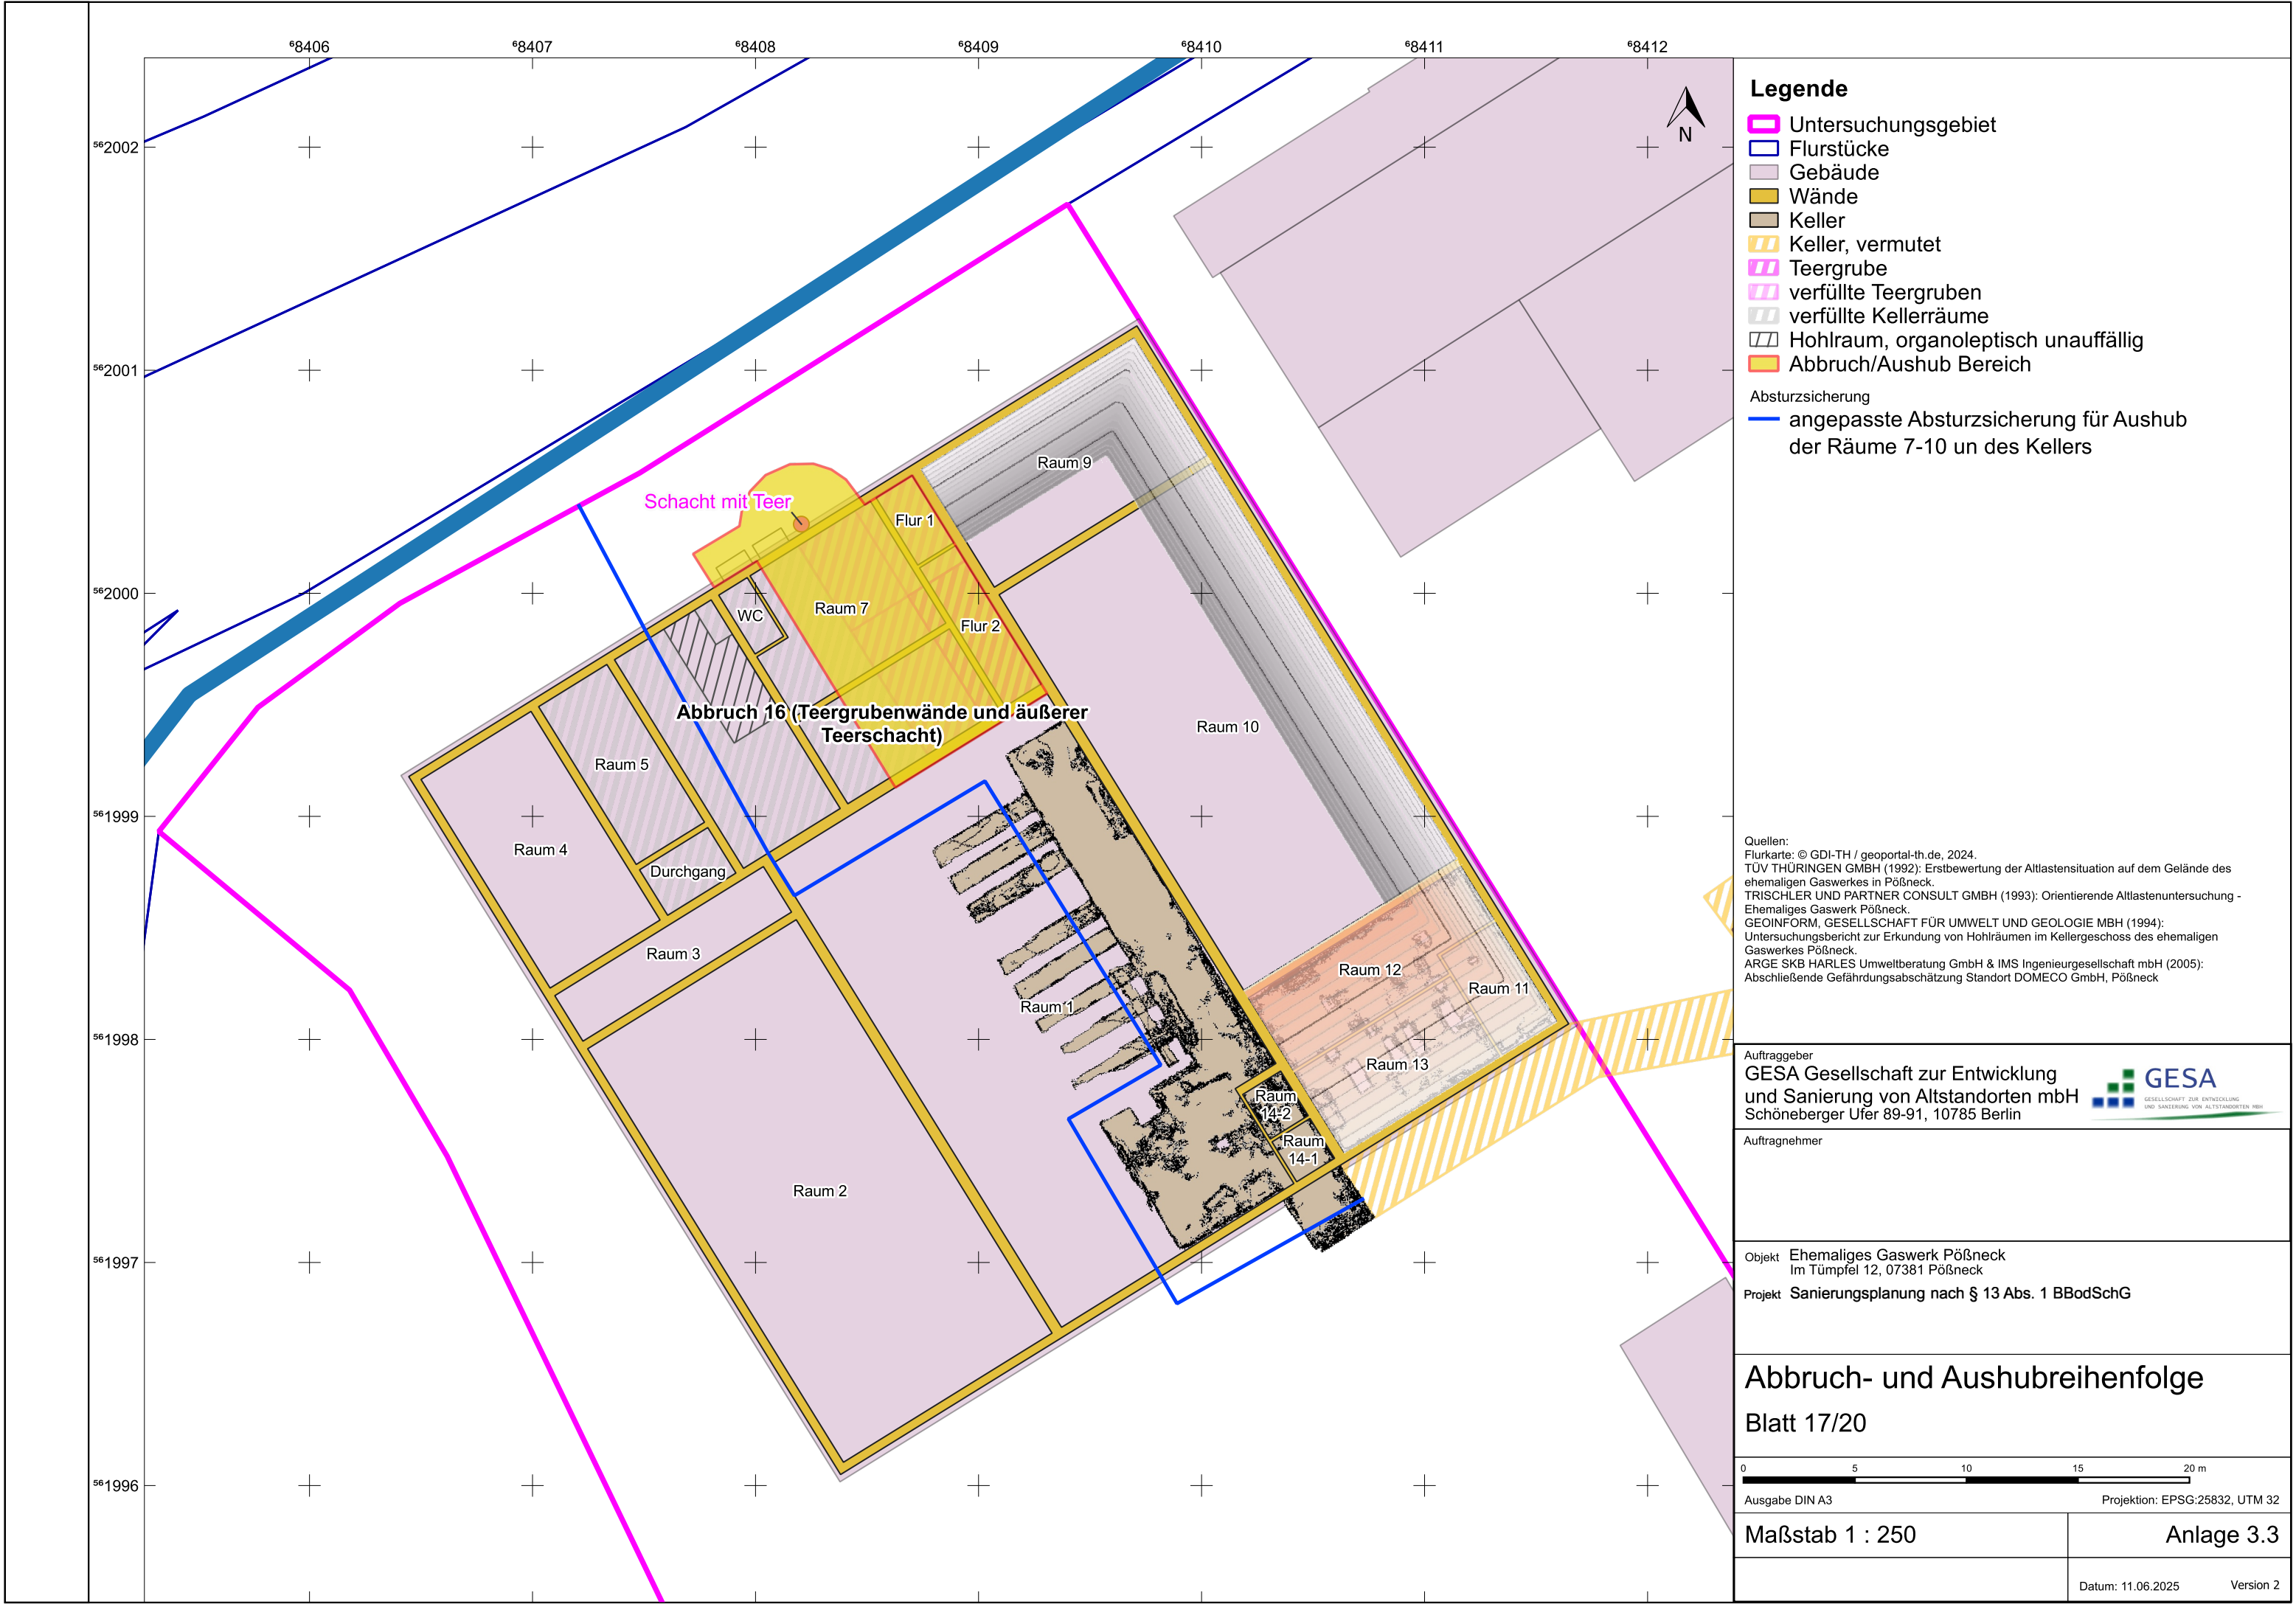 ⁶8406 ⁶8407 ⁶8408 ⁶8409 ⁶8410 ⁶8411 ⁶8412
⁵⁶2002
⁵⁶2001
⁵⁶2000
⁵⁶1999
⁵⁶1998
⁵⁶1997
⁵⁶1996
N
Raum 9
Schacht mit Teer
Flur 1
WC
Raum 7
Flur 2
Abbruch 16 (Teergrubenwände und äußerer
Teerschacht)
Raum 10
Raum 5
Raum 4
Durchgang
Raum 3
Raum 12
Raum 11
Raum 1
Raum 13
Raum
14-2
Raum
14-1
Raum 2
Legende
Untersuchungsgebiet
Flurstücke
Gebäude
Wände
Keller
Keller, vermutet
Teergrube
verfüllte Teergruben
verfüllte Kellerräume
Hohlraum, organoleptisch unauffällig
Abbruch/Aushub Bereich
Absturzsicherung
angepasste Absturzsicherung für Aushub
der Räume 7-10 un des Kellers
Quellen:
Flurkarte: © GDI-TH / geoportal-th.de, 2024.
TÜV THÜRINGEN GMBH (1992): Erstbewertung der Altlastensituation auf dem Gelände des
ehemaligen Gaswerkes in Pößneck.
TRISCHLER UND PARTNER CONSULT GMBH (1993): Orientierende Altlastenuntersuchung -
Ehemaliges Gaswerk Pößneck.
GEOINFORM, GESELLSCHAFT FÜR UMWELT UND GEOLOGIE MBH (1994):
Untersuchungsbericht zur Erkundung von Hohlräumen im Kellergeschoss des ehemaligen
Gaswerkes Pößneck.
ARGE SKB HARLES Umweltberatung GmbH & IMS Ingenieurgesellschaft mbH (2005):
Abschließende Gefährdungsabschätzung Standort DOMECO GmbH, Pößneck
Auftraggeber
GESA Gesellschaft zur Entwicklung
und Sanierung von Altstandorten mbH
Schöneberger Ufer 89-91, 10785 Berlin
GESA
GESELLSCHAFT ZUR ENTWICKLUNG
UND SANIERUNG VON ALTSTANDORTEN MBH
Auftragnehmer
Objekt Ehemaliges Gaswerk Pößneck
Im Tümpfel 12, 07381 Pößneck
Projekt Sanierungsplanung nach § 13 Abs. 1 BBodSchG
Abbruch- und Aushubreihenfolge
Blatt 17/20
0 5 10 15 20 m
Ausgabe DIN A3 Projektion: EPSG:25832, UTM 32
Maßstab 1 : 250 Anlage 3.3
Datum: 11.06.2025 Version 2